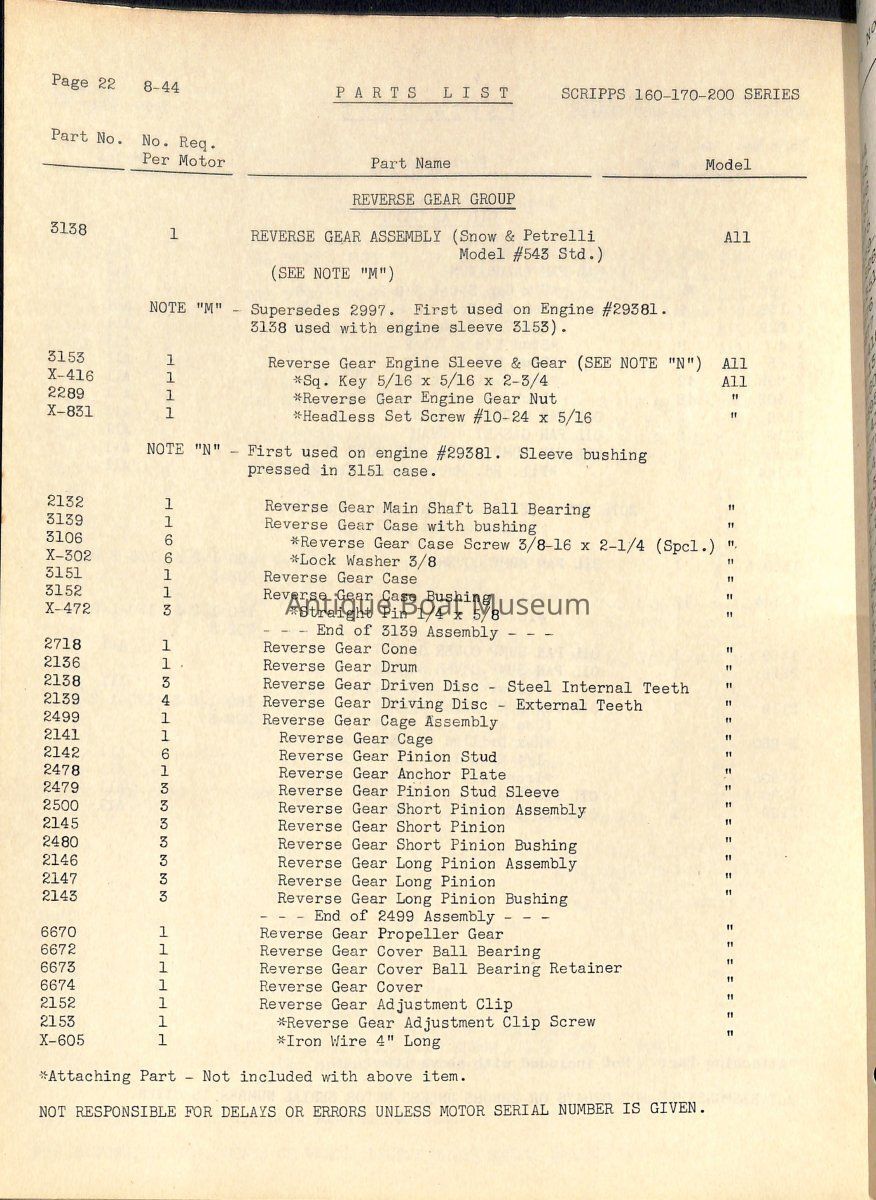 Page 22 8-44 PARTS LIST SCRIPPS 160-170-200 SERIES
Part No. No. Req.
Per Motor Part Name Model
REVERSE GEAR GROUP
3138 1 REVERSE GEAR ASSEMBLY (Snow & Petrelli All
Model #543 Std.)
(SEE NOTE "M")
NOTE "M" - Supersedes 2997. First used on Engine #29381.
3138 used with engine sleeve 3153).
3153 1 Reverse Gear Engine Sleeve & Gear (SEE NOTE "N") All
X-416 1 *Sq. Key 5/16 x 5/16 x 2-3/4 All
2289 1 *Reverse Gear Engine Gear Nut "
X-831 1 *Headless Set Screw #10-24 x 5/16 "
NOTE "N" - First used on engine #29381. Sleeve bushing
pressed in 3151 case.
2132 1 Reverse Gear Main Shaft Ball Bearing "
3139 1 Reverse Gear Case with bushing "
3106 6 *Reverse Gear Case Screw 3/8-16 x 2-1/4 (Spcl.) "
X-302 6 *Lock Washer 3/8 "
3151 1 Reverse Gear Case "
3152 1 Reverse Gear Case Bushing "
Antique Boat Museum
X-472 3 *Straight Pin 1/4 x 5/8 "
- - - End of 3139 Assembly - - -
2718 1 Reverse Gear Cone "
2136 1 Reverse Gear Drum "
2138 3 Reverse Gear Driven Disc - Steel Internal Teeth "
2139 4 Reverse Gear Driving Disc - External Teeth "
2499 1 Reverse Gear Cage Assembly "
2141 1 Reverse Gear Cage "
2142 6 Reverse Gear Pinion Stud "
2478 1 Reverse Gear Anchor Plate "
2479 3 Reverse Gear Pinion Stud Sleeve "
2500 3 Reverse Gear Short Pinion Assembly "
2145 3 Reverse Gear Short Pinion "
2480 3 Reverse Gear Short Pinion Bushing "
2146 3 Reverse Gear Long Pinion Assembly "
2147 3 Reverse Gear Long Pinion "
2143 3 Reverse Gear Long Pinion Bushing "
- - - End of 2499 Assembly - - -
6670 1 Reverse Gear Propeller Gear "
6672 1 Reverse Gear Cover Ball Bearing "
6673 1 Reverse Gear Cover Ball Bearing Retainer "
6674 1 Reverse Gear Cover "
2152 1 Reverse Gear Adjustment Clip "
2153 1 *Reverse Gear Adjustment Clip Screw "
X-605 1 *Iron Wire 4" Long "
*Attaching Part - Not included with above item.
NOT RESPONSIBLE FOR DELAYS OR ERRORS UNLESS MOTOR SERIAL NUMBER IS GIVEN.